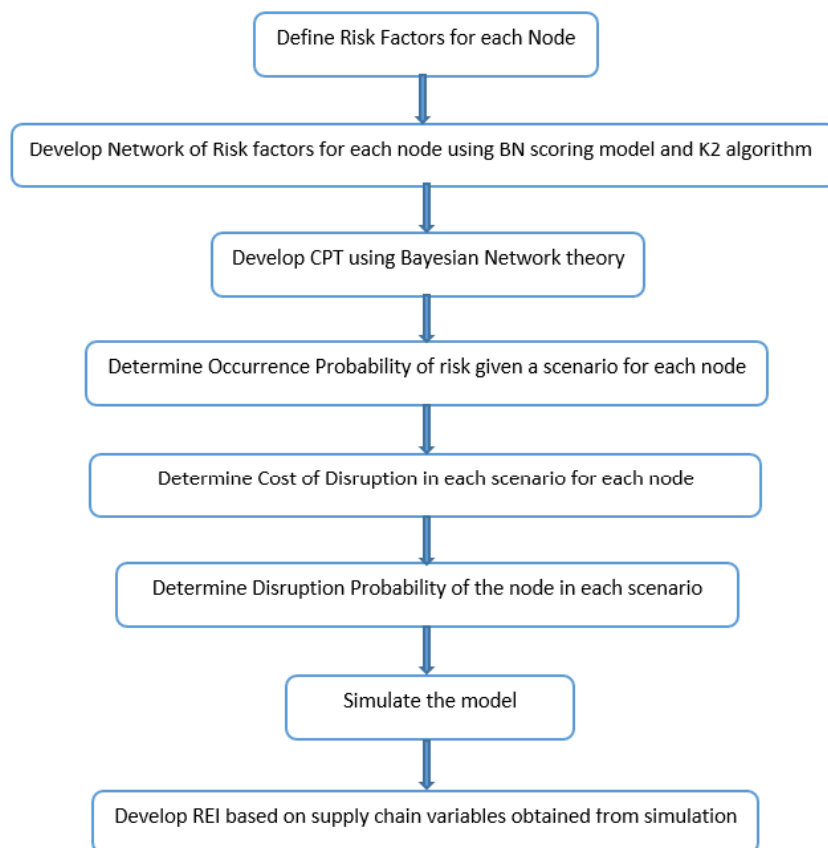 Define Risk Factors for each Node
Develop Network of Risk factors for each node using BN scoring model and K2 algorithm
Develop CPT using Bayesian Network theory
Determine Occurrence Probability of risk given a scenario for each node
Determine Cost of Disruption in each scenario for each node
Determine Disruption Probability of the node in each scenario
Simulate the model
Develop REI based on supply chain variables obtained from simulation